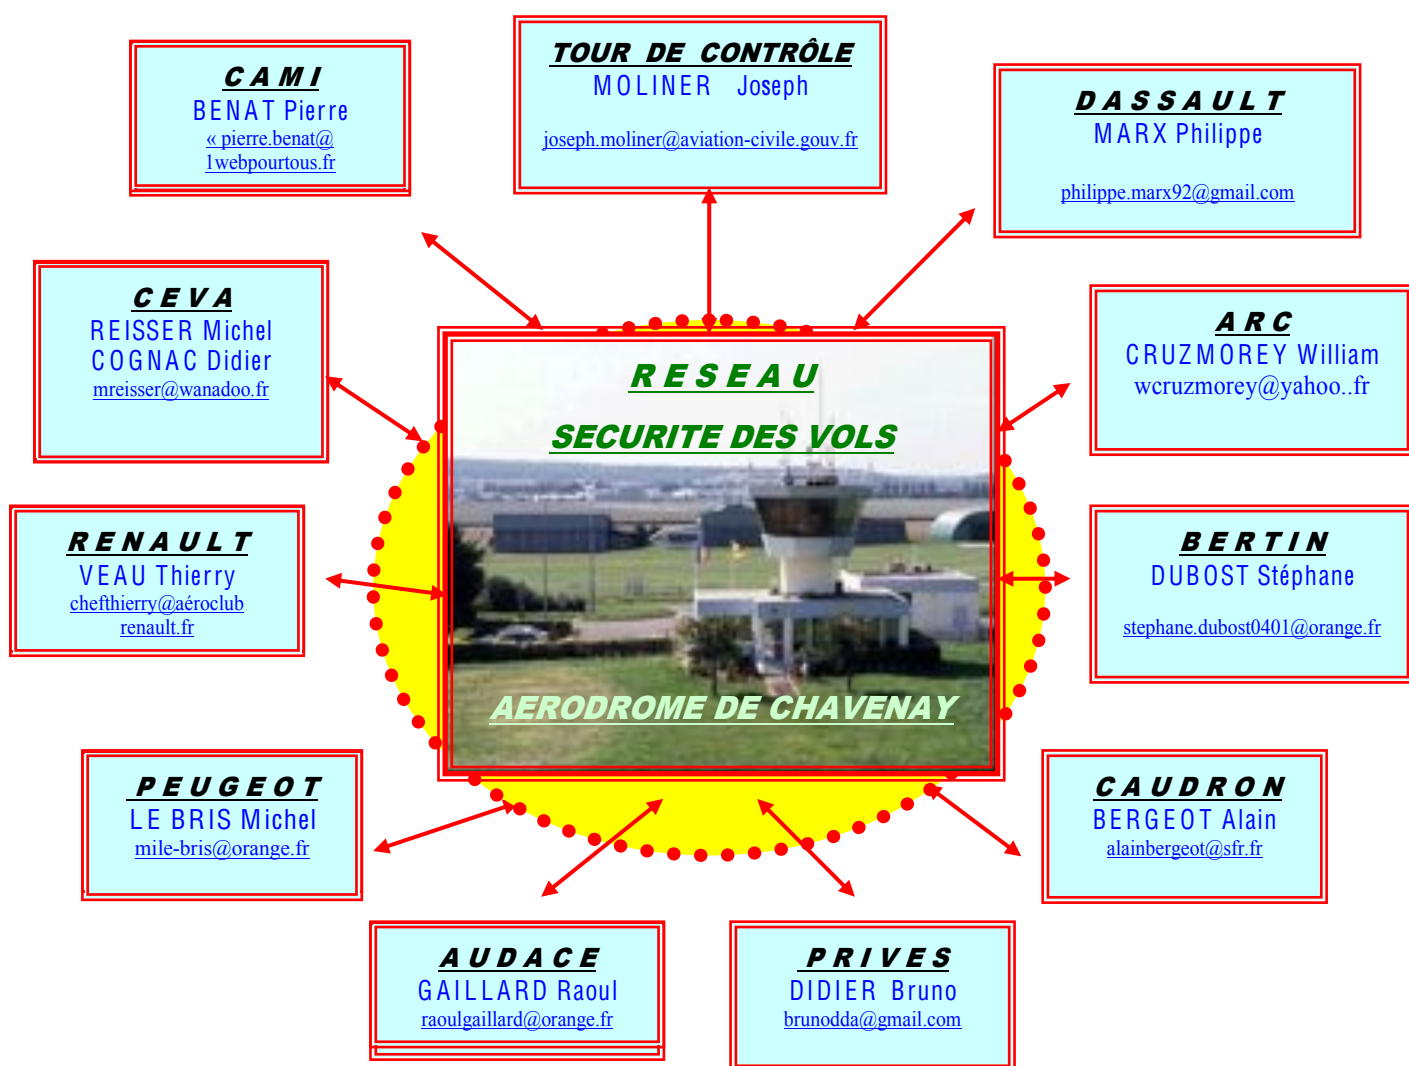 CAMI
BENAT Pierre
« pierre.benat@
1webpourtous.fr
TOUR DE CONTRÔLE
MOLINER Joseph
joseph.moliner@aviation-civile.gouv.fr
DASSAULT
MARX Philippe
philippe.marx92@gmail.com
CEVA
REISSER Michel
COGNAC Didier
mreisser@wanadoo.fr
ARC
CRUZMOREY William
wcruzmorey@yahoo..fr
RESEAU
SECURITE DES VOLS
AERODROME DE CHAVENAY
RENAULT
VEAU Thierry
chefthierry@aéroclub
renault.fr
BERTIN
DUBOST Stéphane
stephane.dubost0401@orange.fr
PEUGEOT
LE BRIS Michel
mile-bris@orange.fr
CAUDRON
BERGEOT Alain
alainbergeot@sfr.fr
AUDACE
GAILLARD Raoul
raoulgaillard@orange.fr
PRIVES
DIDIER Bruno
brunodda@gmail.com